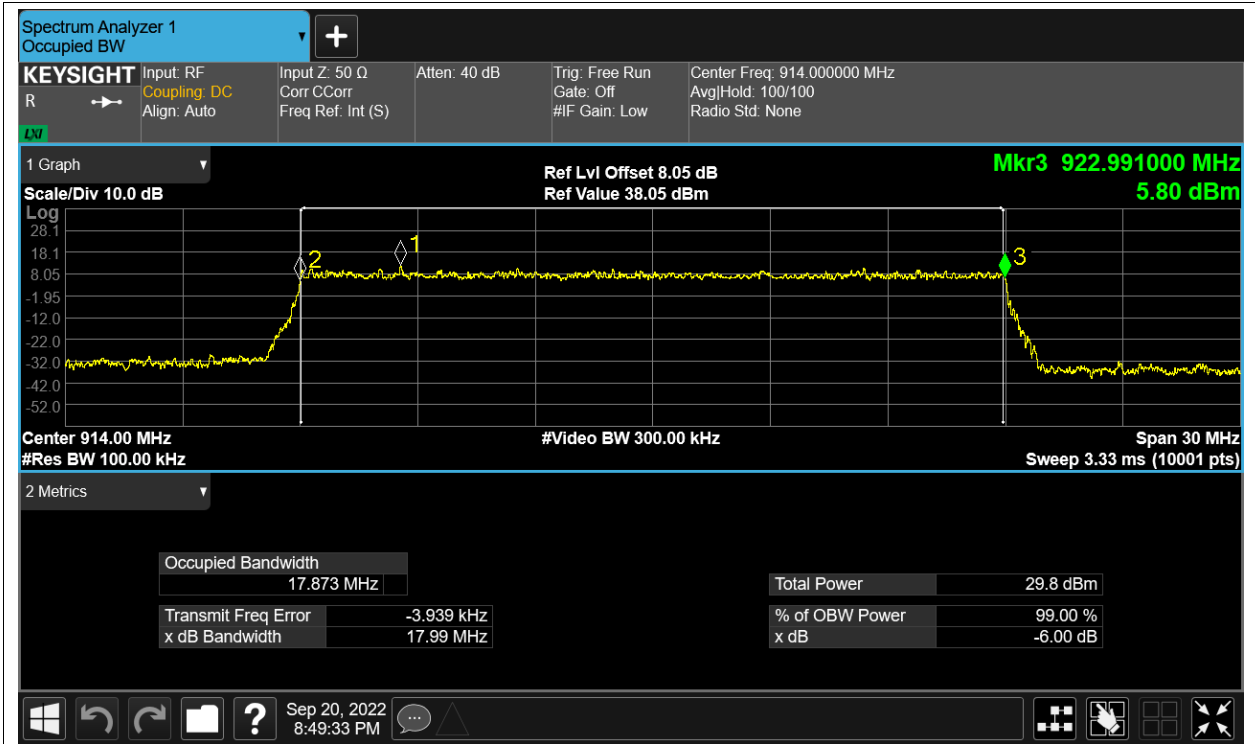 Spectrum Analyzer 1
Occupied BW
KEYSIGHT
R
LXI
Input: RF
Coupling: DC
Align: Auto
Input Z: 50 Ω
Corr CCorr
Freq Ref: Int (S)
Atten: 40 dB
Trig: Free Run
Gate: Off
#IF Gain: Low
Center Freq: 914.000000 MHz
Avg|Hold: 100/100
Radio Std: None
1 Graph
Scale/Div 10.0 dB
Ref Lvl Offset 8.05 dB
Ref Value 38.05 dBm
Mkr3 922.991000 MHz
5.80 dBm
Log
28.1
18.1
8.05
-1.95
-12.0
-22.0
-32.0
-42.0
-52.0
2
1
3
Center 914.00 MHz
#Res BW 100.00 kHz
#Video BW 300.00 kHz
Span 30 MHz
Sweep 3.33 ms (10001 pts)
2 Metrics
Occupied Bandwidth
17.873 MHz
Transmit Freq Error -3.939 kHz
x dB Bandwidth 17.99 MHz
Total Power 29.8 dBm
% of OBW Power 99.00 %
x dB -6.00 dB
?
Sep 20, 2022
8:49:33 PM